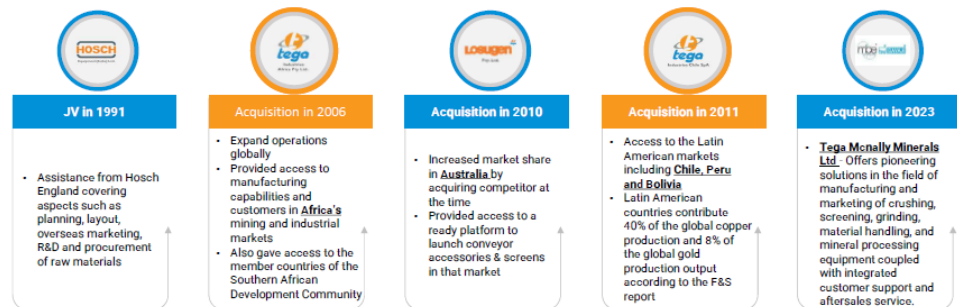 HOSCH
tega
Industries
Africa Pty Ltd.
LOSUGEN
Pty Ltd.
tega
Industries Chile SpA
mbe
JV in 1991
Assistance from Hosch
England covering
aspects such as
planning, layout,
overseas marketing,
R&D and procurement
of raw materials
Acquisition in 2006
• Expand operations
globally
• Provided access to
manufacturing
capabilities and
customers in Africa's
mining and industrial
markets
• Also gave access to the
member countries of the
Southern African
Development Community
Acquisition in 2010
• Increased market share
in Australia by
acquiring competitor at
the time
• Provided access to a
ready platform to
launch conveyor
accessories & screens
in that market
Acquisition in 2011
• Access to the Latin
American markets
including Chile, Peru
and Bolivia
• Latin American
countries contribute
40% of the global copper
production and 8% of
the global gold
production output
according to the F&S
report
Acquisition in 2023
• Tega Mcnally Minerals
Ltd - Offers pioneering
solutions in the field of
manufacturing and
marketing of crushing,
screening, grinding,
material handling, and
mineral processing
equipment coupled
with integrated
customer support and
aftersales service.